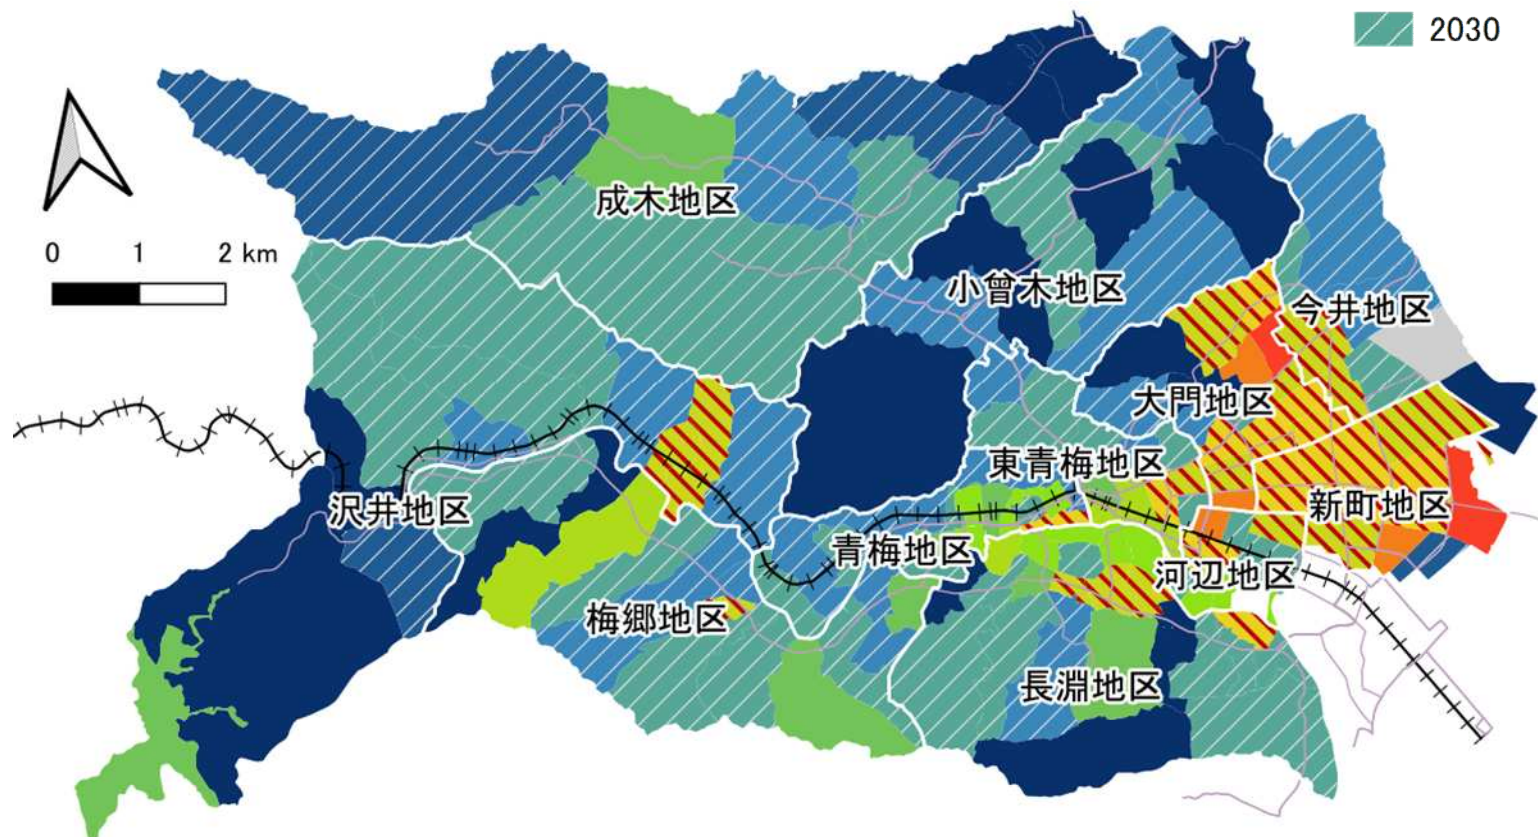 2030
0 1 2 km
成木地区
小曾木地区
今井地区
大門地区
東青梅地区
沢井地区
新町地区
青梅地区
河辺地区
梅郷地区
長淵地区